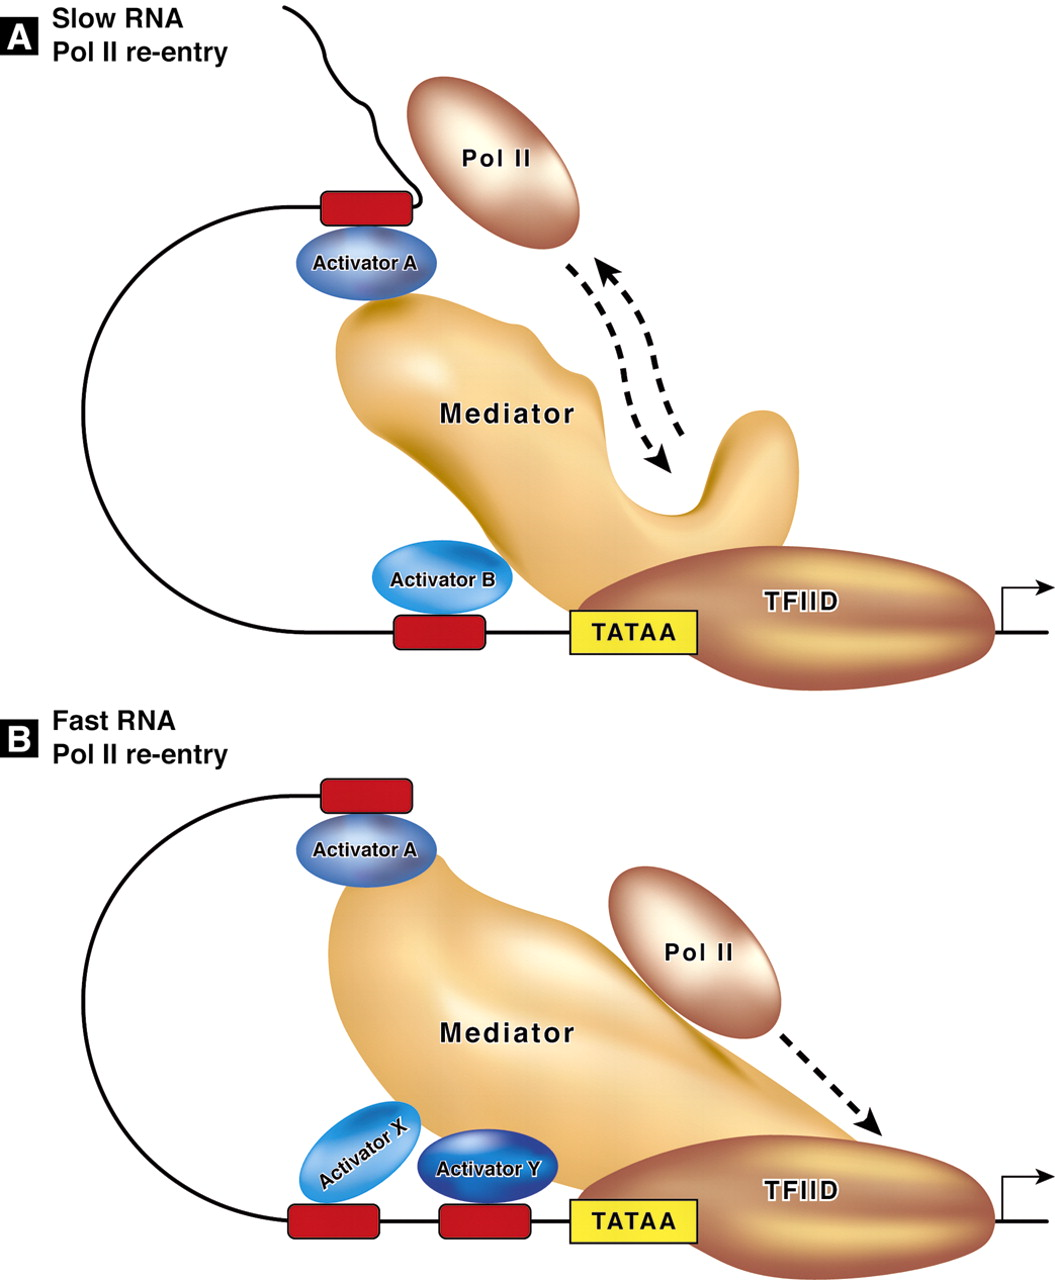 A
Slow RNA
Pol II re-entry
Pol II
Activator A
Mediator
Activator B
TFIID
TATAA
B
Fast RNA
Pol II re-entry
Activator A
Pol II
Mediator
Activator X
Activator Y
TFIID
TATAA